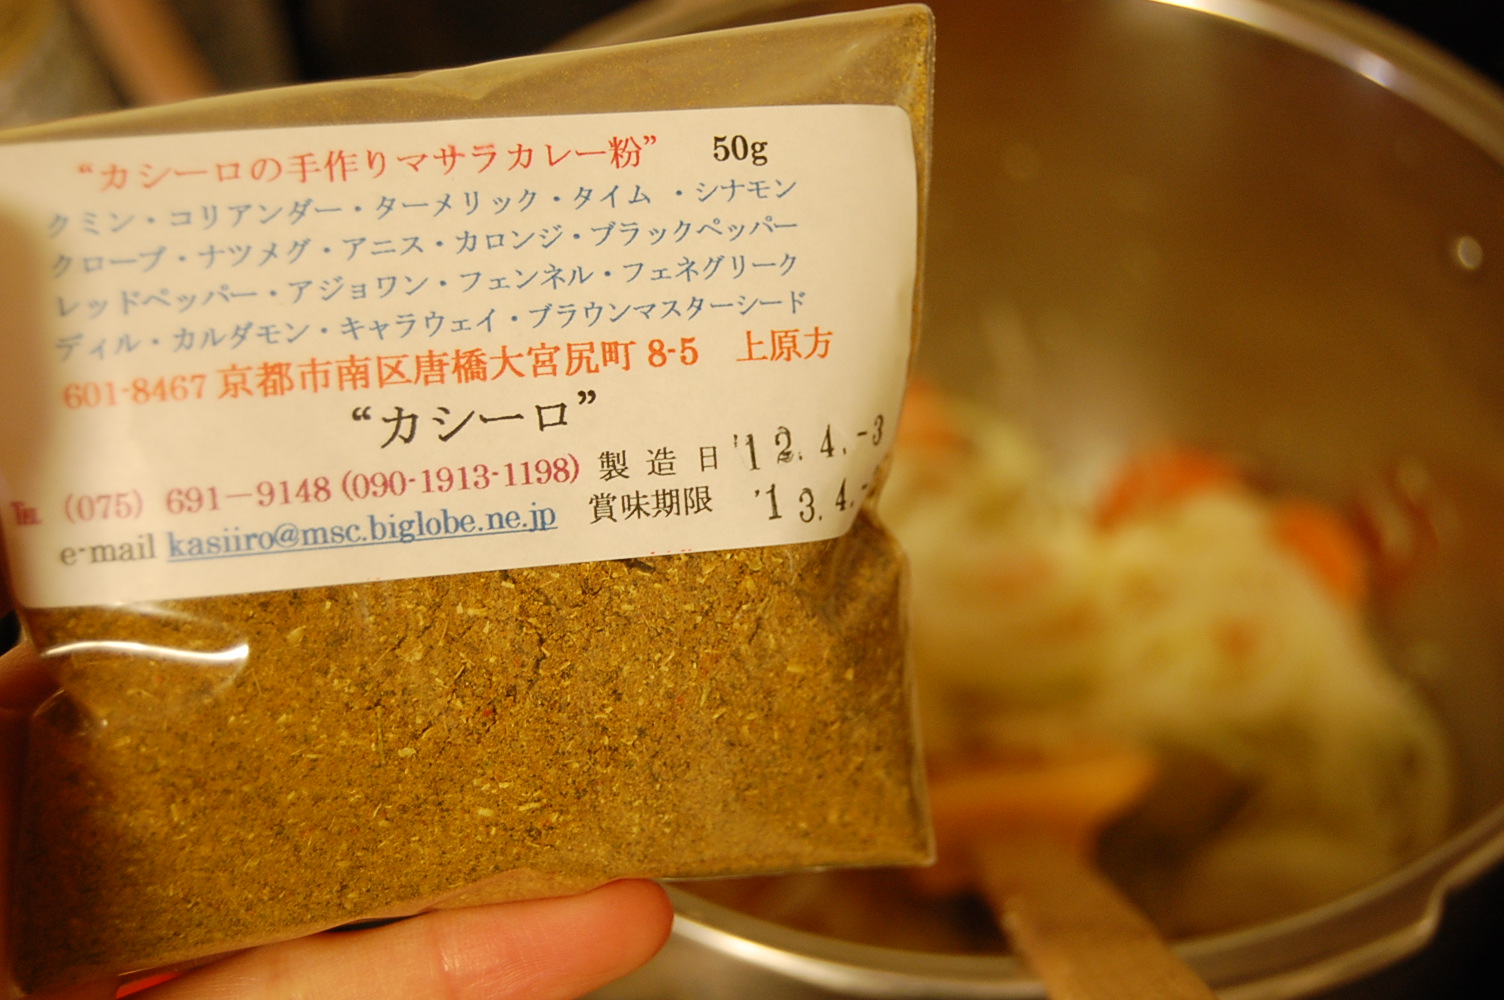 “カシーロの手作りマサラカレー粉” 50g
クミン・コリアンダー・ターメリック・タイム ・シナモン
クローブ・ナツメグ・アニス・カロンジ・ブラックペッパー
レッドペッパー・アジョワン・フェンネル・フェネグリーク
ディル・カルダモン・キャラウェイ・ブラウンマスターシード
601-8467 京都市南区唐橋大宮尻町 8-5 上原方
“カシーロ”
℡ (075) 691－9148 (090-1913-1198) 製 造 日 '12.4.-3
e-mail kasiiro@msc.biglobe.ne.jp 賞味期限 '13.4.